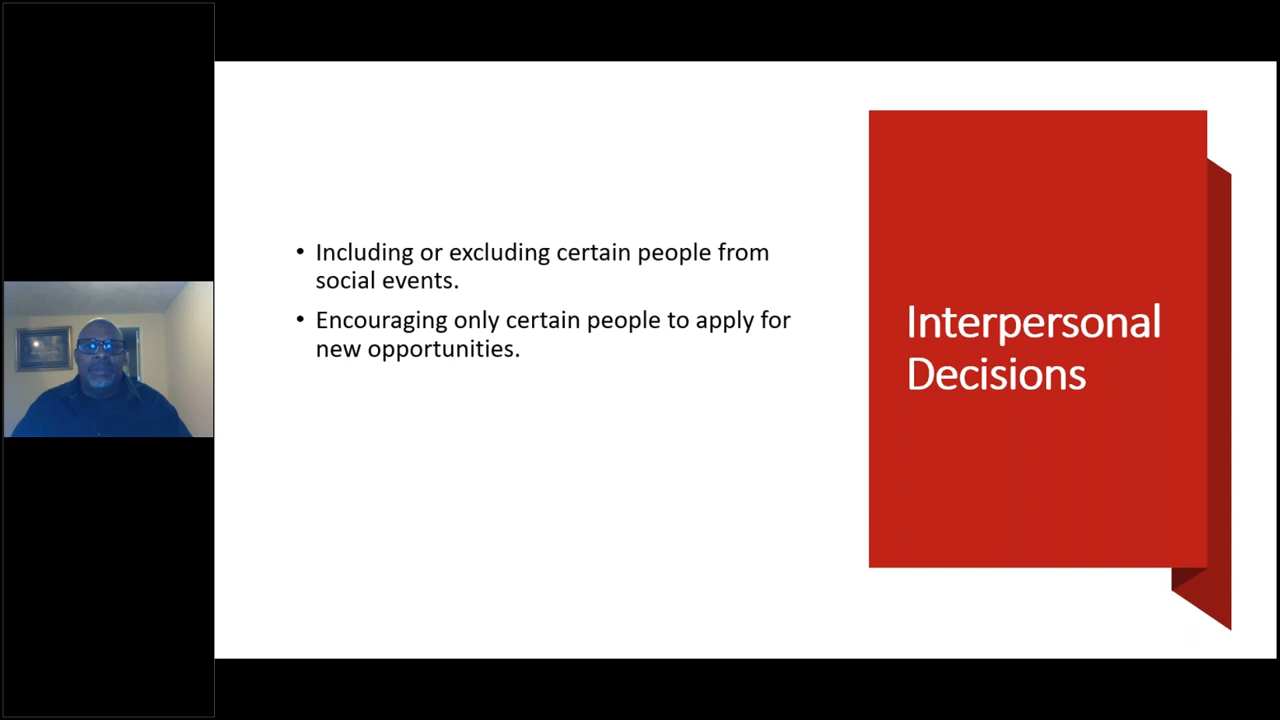 • Including or excluding certain people from
social events.
• Encouraging only certain people to apply for
new opportunities.
Interpersonal
Decisions